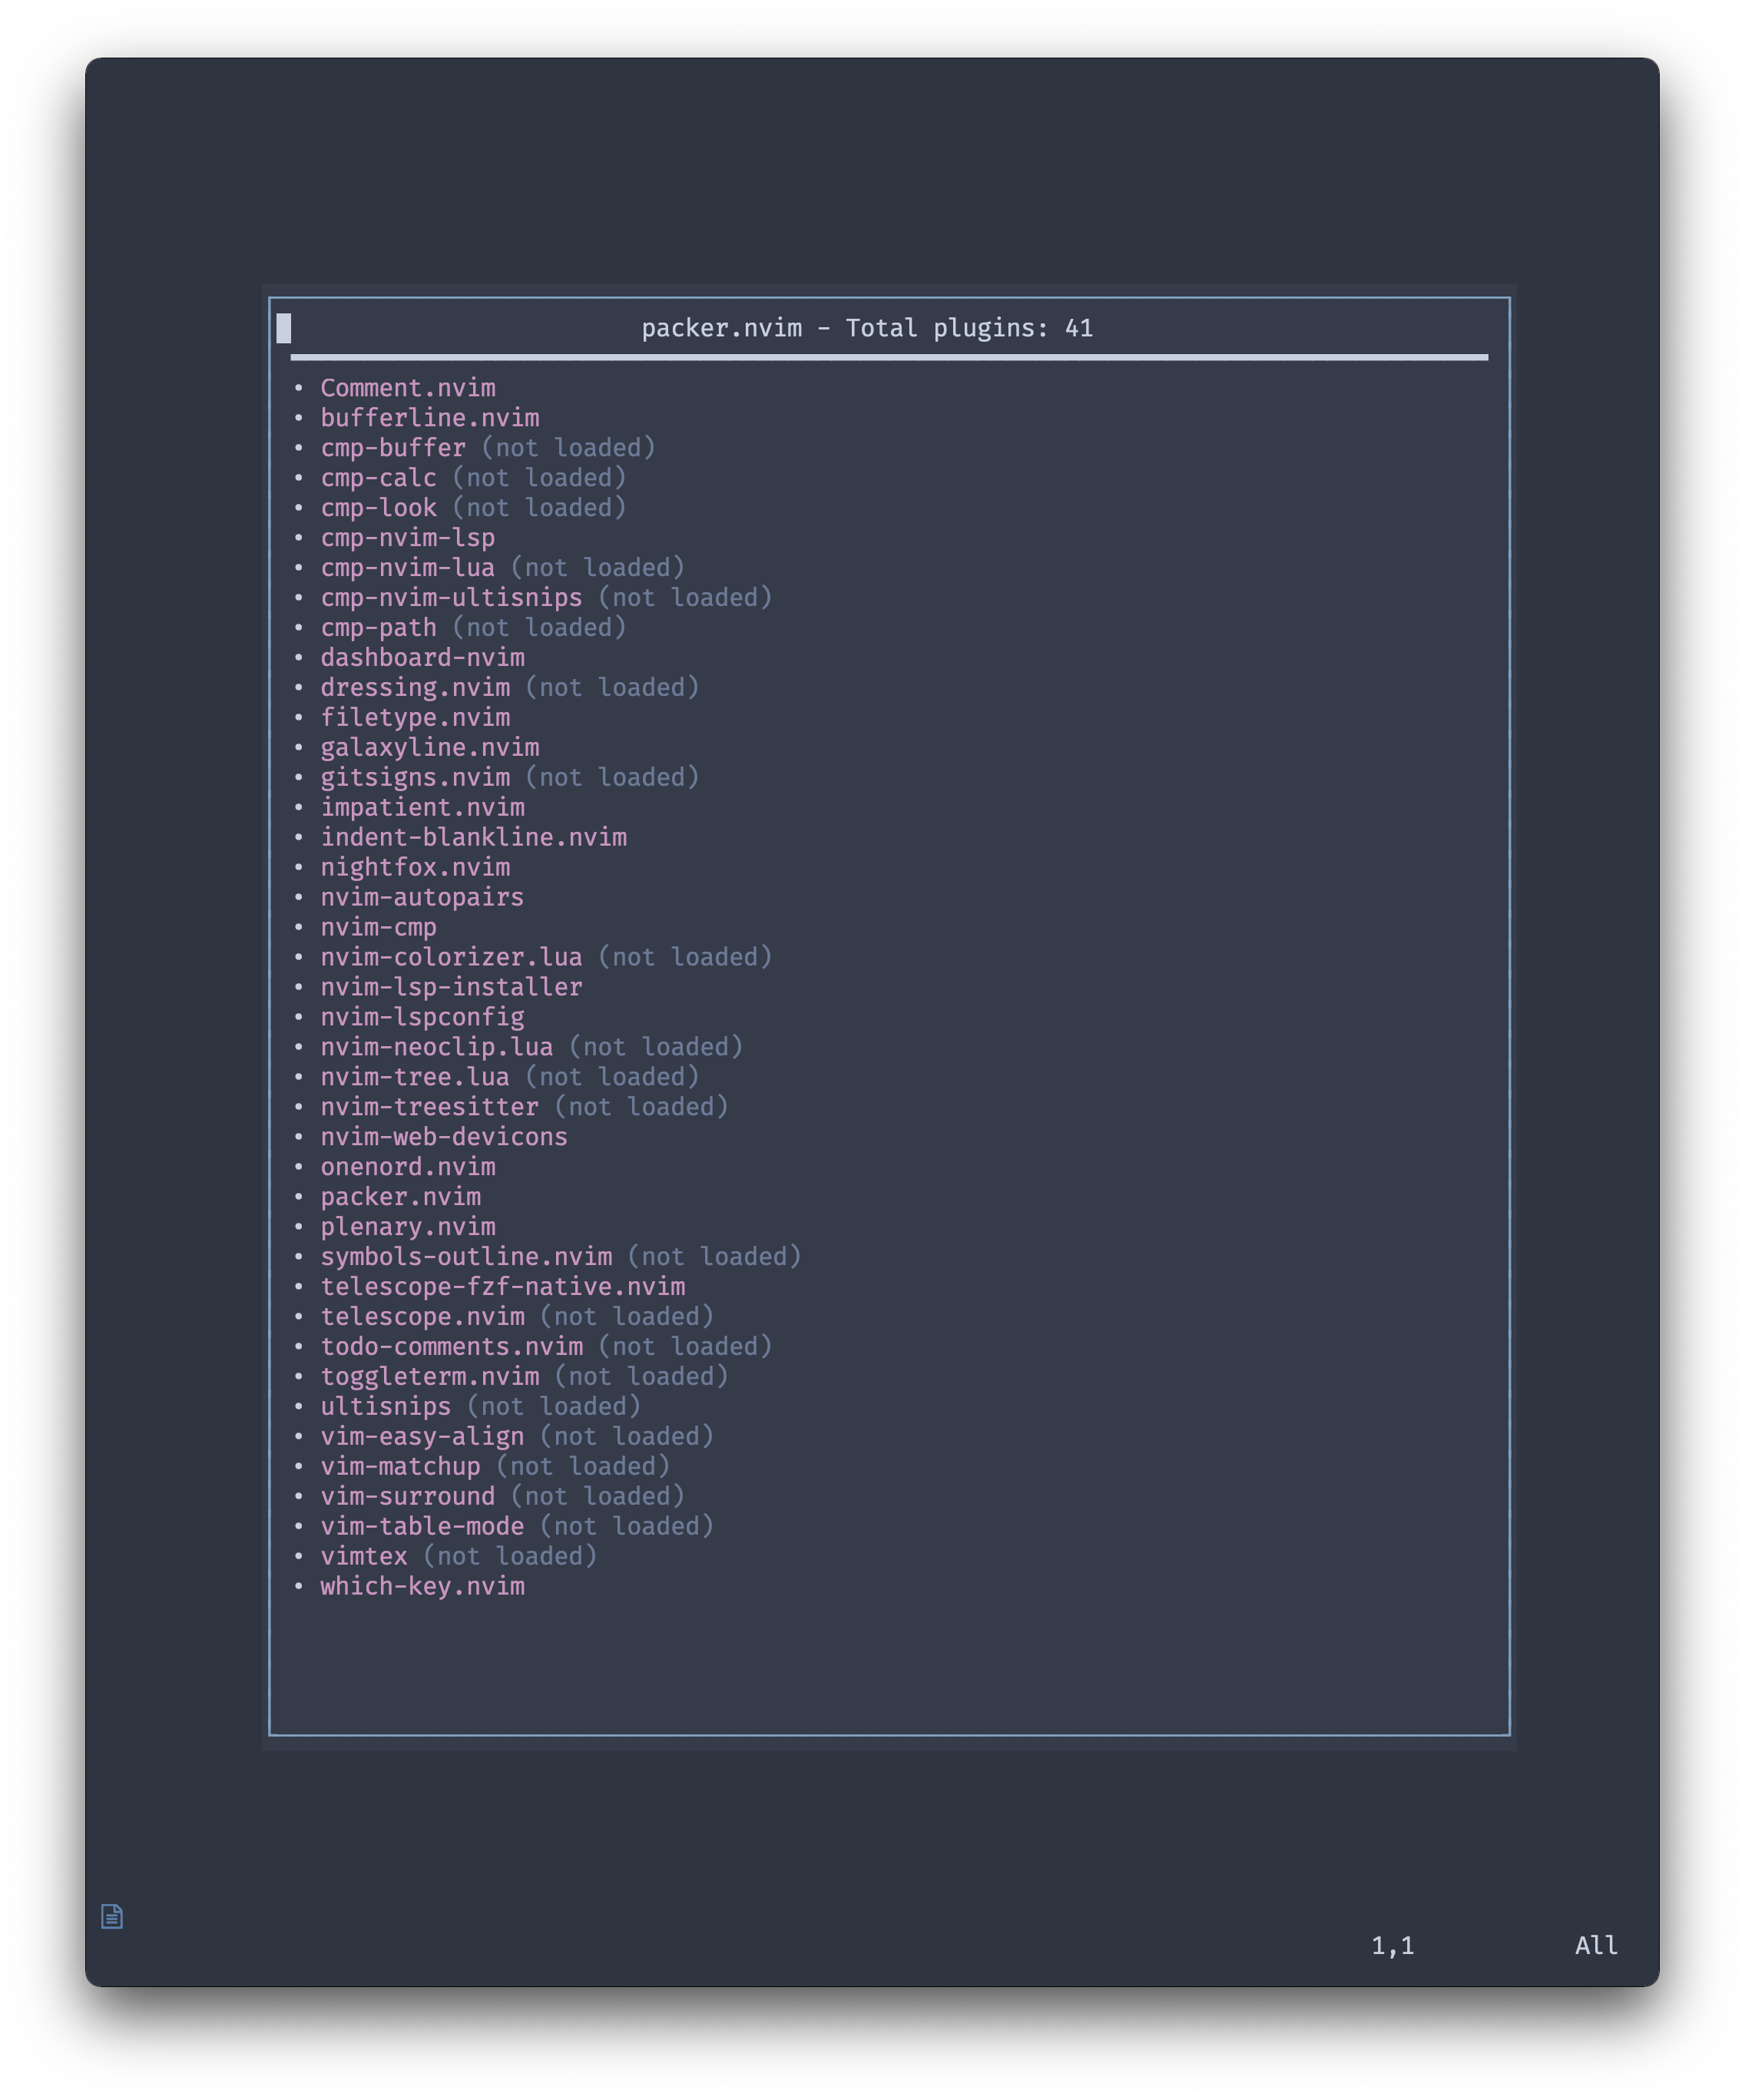 packer.nvim - Total plugins: 41
• Comment.nvim
• bufferline.nvim
• cmp-buffer (not loaded)
• cmp-calc (not loaded)
• cmp-look (not loaded)
• cmp-nvim-lsp
• cmp-nvim-lua (not loaded)
• cmp-nvim-ultisnips (not loaded)
• cmp-path (not loaded)
• dashboard-nvim
• dressing.nvim (not loaded)
• filetype.nvim
• galaxyline.nvim
• gitsigns.nvim (not loaded)
• impatient.nvim
• indent-blankline.nvim
• nightfox.nvim
• nvim-autopairs
• nvim-cmp
• nvim-colorizer.lua (not loaded)
• nvim-lsp-installer
• nvim-lspconfig
• nvim-neoclip.lua (not loaded)
• nvim-tree.lua (not loaded)
• nvim-treesitter (not loaded)
• nvim-web-devicons
• onenord.nvim
• packer.nvim
• plenary.nvim
• symbols-outline.nvim (not loaded)
• telescope-fzf-native.nvim
• telescope.nvim (not loaded)
• todo-comments.nvim (not loaded)
• toggleterm.nvim (not loaded)
• ultisnips (not loaded)
• vim-easy-align (not loaded)
• vim-matchup (not loaded)
• vim-surround (not loaded)
• vim-table-mode (not loaded)
• vimtex (not loaded)
• which-key.nvim
1,1 All